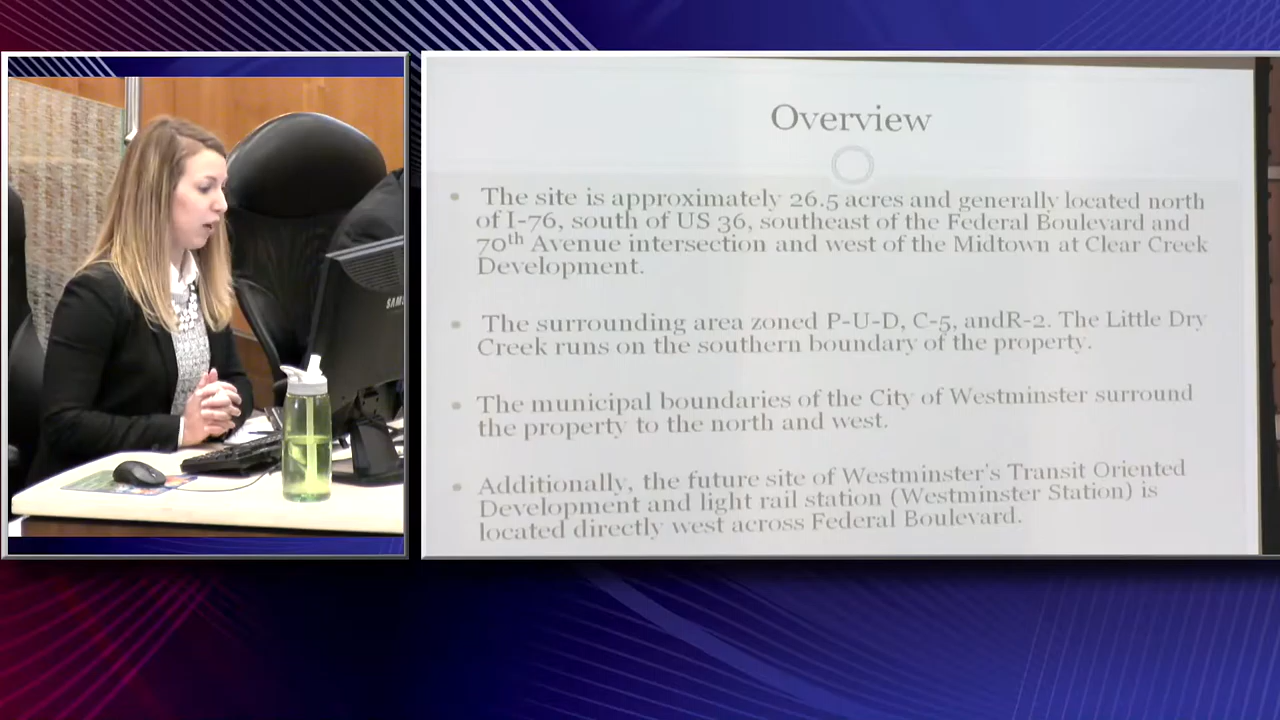 Overview
• The site is approximately 26.5 acres and generally located north
of I-76, south of US 36, southeast of the Federal Boulevard and
70th Avenue intersection and west of the Midtown at Clear Creek
Development.
• The surrounding area zoned P-U-D, C-5, andR-2. The Little Dry
Creek runs on the southern boundary of the property.
• The municipal boundaries of the City of Westminster surround
the property to the north and west.
• Additionally, the future site of Westminster's Transit Oriented
Development and light rail station (Westminster Station) is
located directly west across Federal Boulevard.